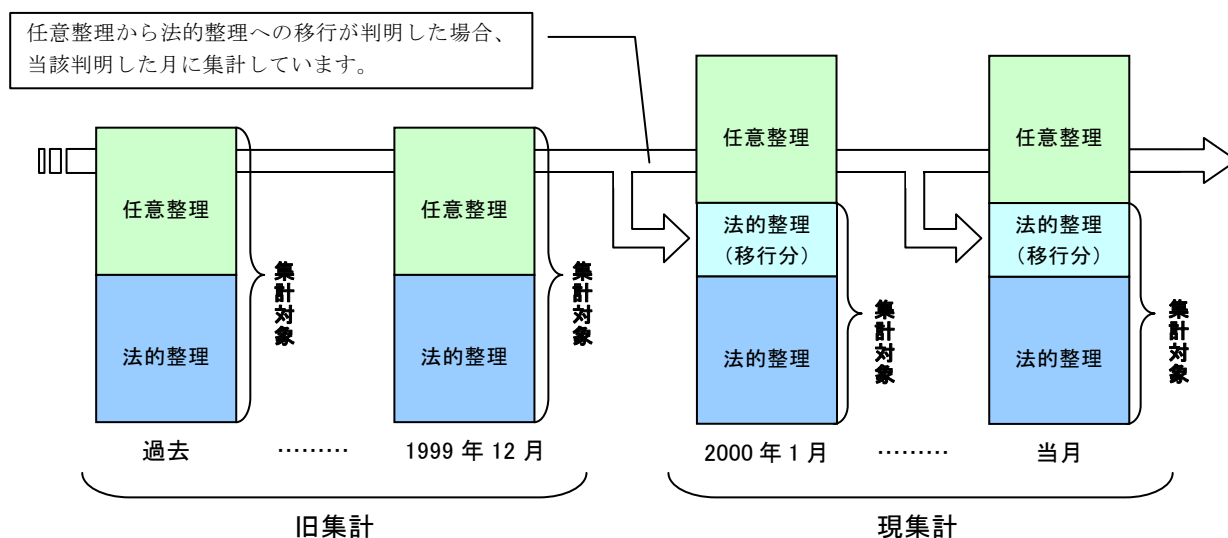 任意整理から法的整理への移行が判明した場合、
当該判明した月に集計しています。
任意整理
法的整理
集計対象
過去
………
任意整理
法的整理
集計対象
1999 年 12 月
旧集計
任意整理
法的整理
(移行分)
法的整理
集計対象
2000 年 1 月
………
任意整理
法的整理
(移行分)
法的整理
集計対象
当月
現集計